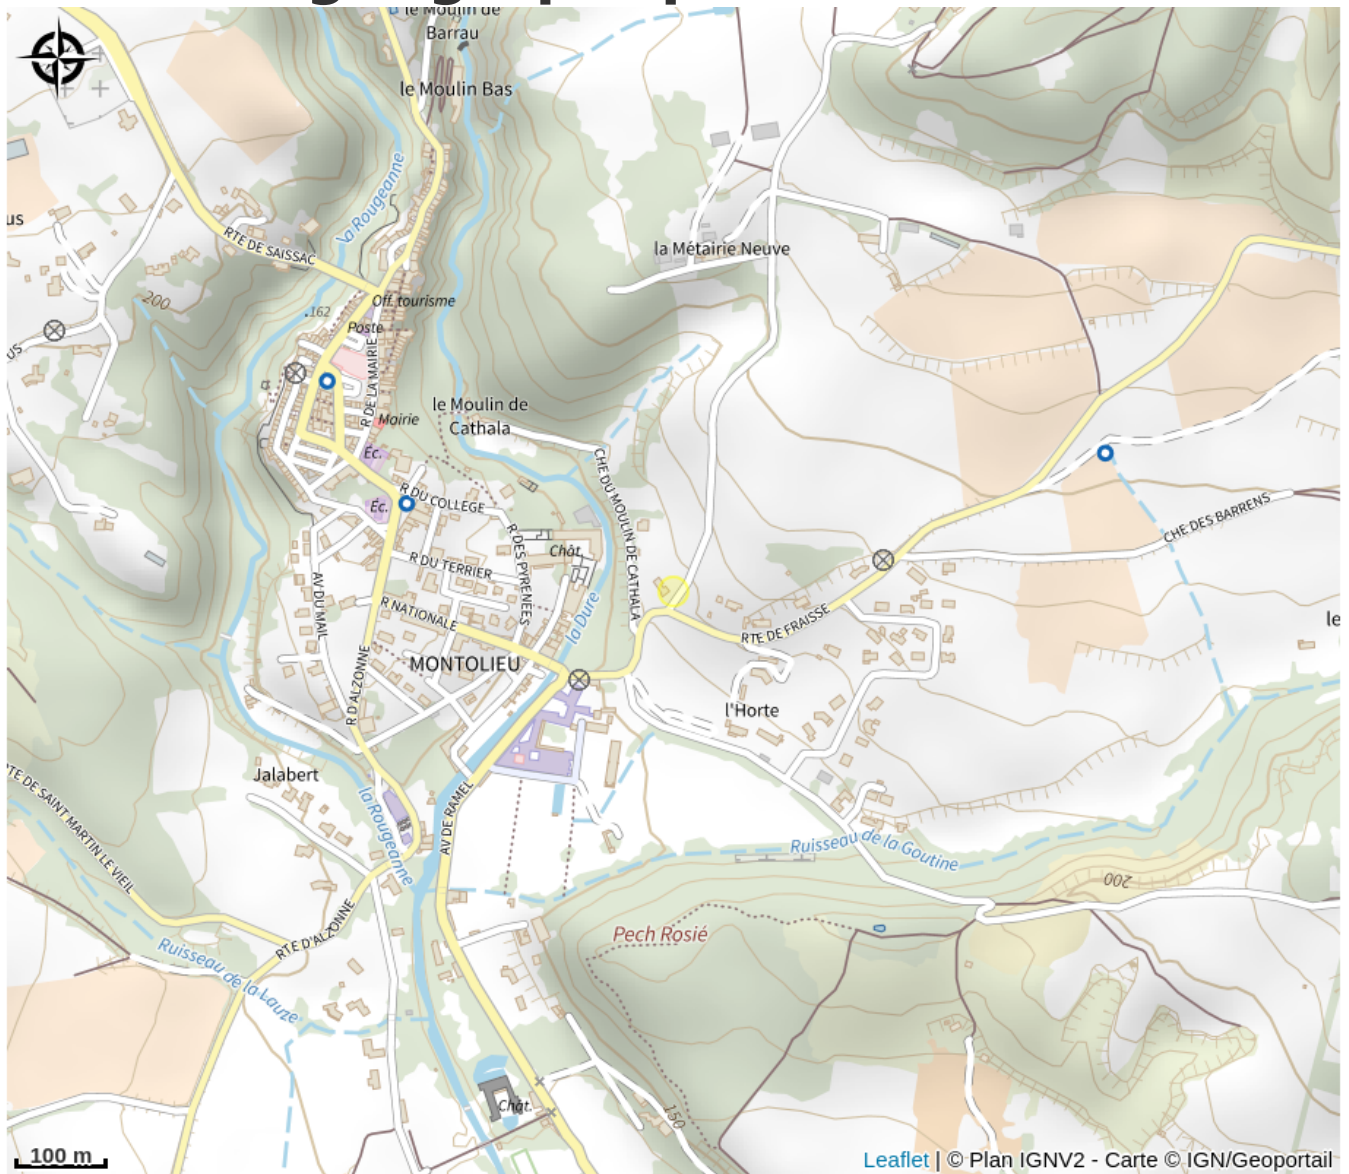 le Moulin de
Barrau
le Moulin Bas
la Rougeanne
us
RTE DE SAISSAC
la Métairie Neuve
200
Off. tourisme
.162
Poste
US
R DE LA MAIRIE
le Moulin de
Cathala
Mairie
Éc.
CHE DU MOULIN DE CATHALA
R DU COLLEGE
Éc.
CHE DES BARRENS
R DES PYRENEES
Chât.
R DU TERRIER
AV DU MAIL
R NATIONALE
la Dure
RTE DE FRAISSE
le
MONTOLIEU
R D'ALZONNE
l'Horte
Jalabert
RTE DE SAINT MARTIN LE VIEIL
la Rougeanne
AV DE RAMEL
Ruisseau de la Goutine
200
RTE D'ALZONNE
Pech Rosié
Ruisseau de la Lauze
Chât.
150
100 m
Leaflet | © Plan IGNV2 - Carte © IGN/Geoportail